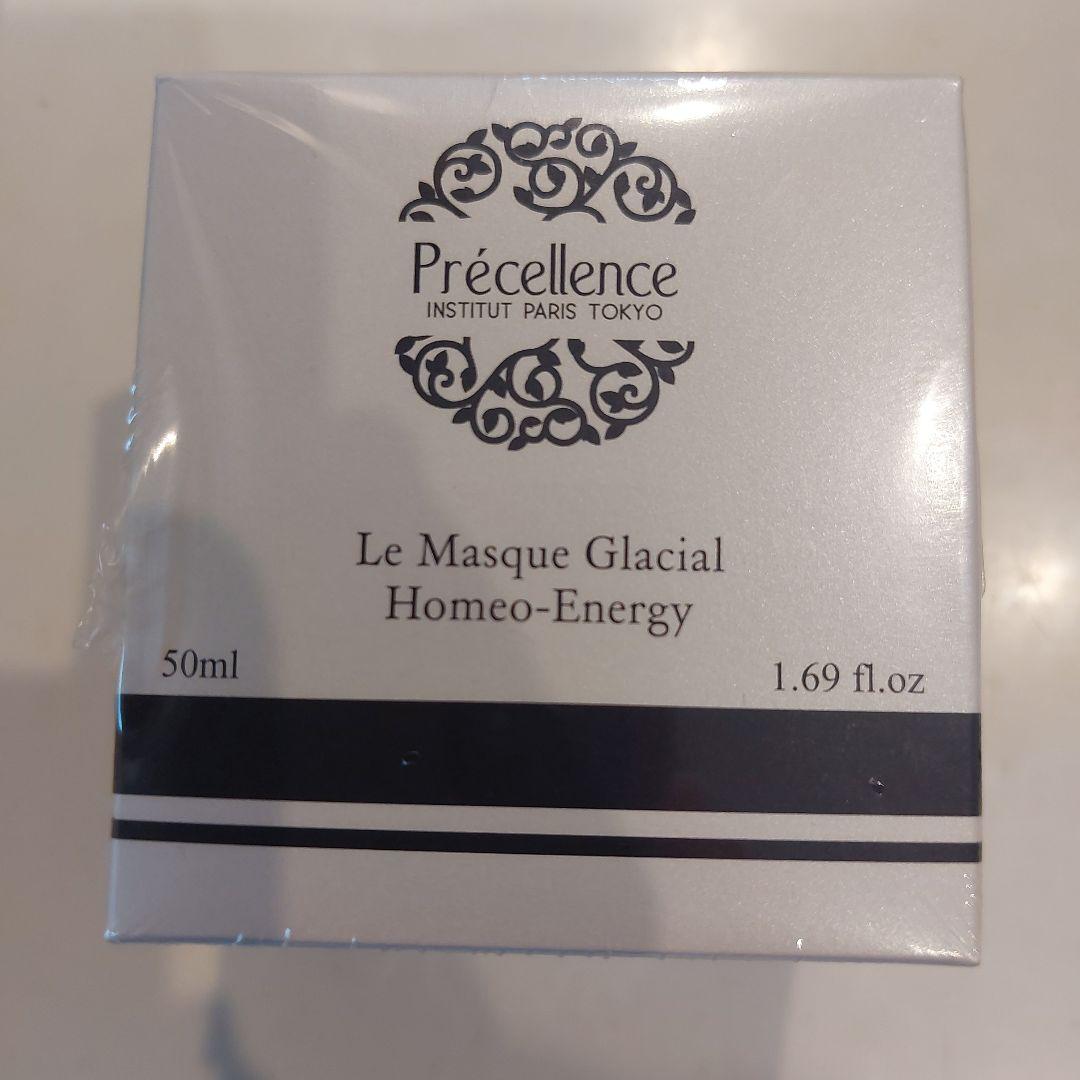 Précellence
INSTITUT PARIS TOKYO
Le Masque Glacial
Homeo-Energy
50ml
1.69 fl.oz